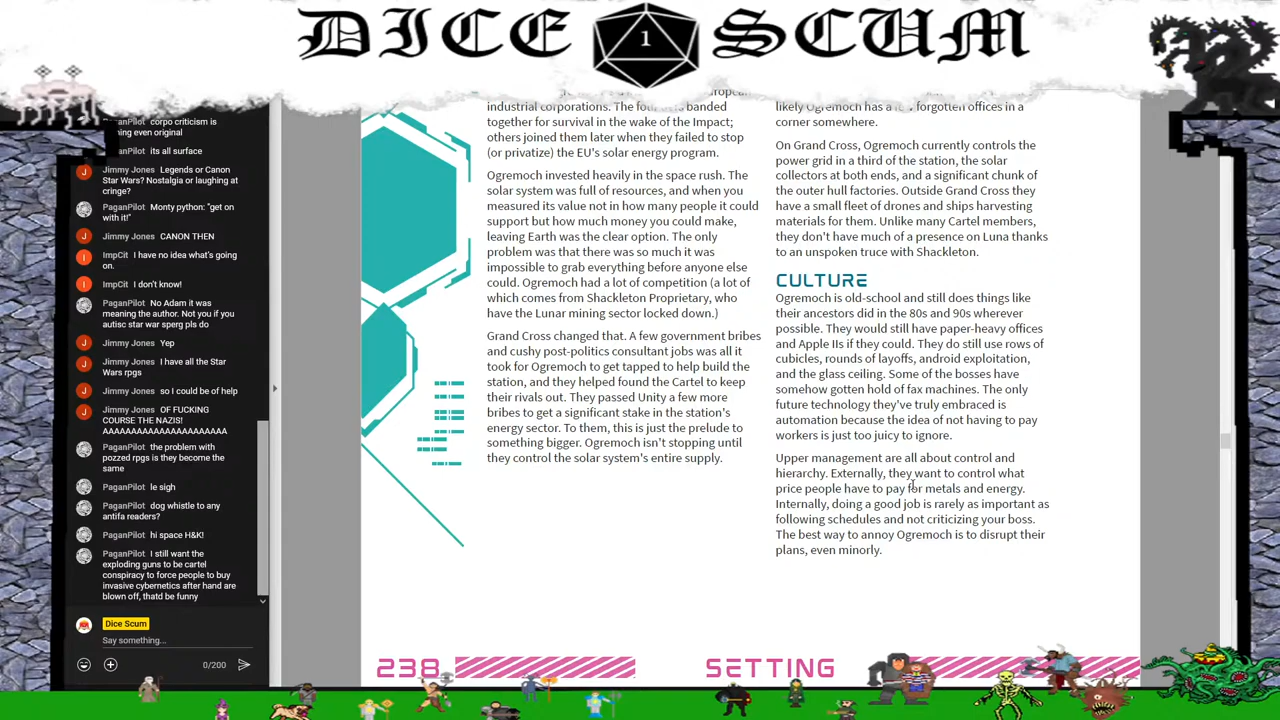 DICE 1 SCUM
PaganPilot corpo criticism is
even original
PaganPilot its all surface
Jimmy Jones Legends or Canon
Star Wars? Nostalgia or laughing at
cringe?
PaganPilot Monty python: "get on
with it!"
Jimmy Jones CANON THEN
ImpCit I have no idea what's going
on.
ImpCit I don't know!
PaganPilot No Adam it was
meaning the author. Not you if you
autisc star war sperg pls do
Jimmy Jones Yep
Jimmy Jones I have all the Star
Wars rpgs
Jimmy Jones so I could be of help
Jimmy Jones OF FUCKING
COURSE THE NAZIS!
AAAAAAAAAAAAAAAAAAAAAAA
PaganPilot the problem with
pozzed rpgs is they become the
same
PaganPilot le sigh
PaganPilot dog whistle to any
antifa readers?
PaganPilot hi space H&K!
PaganPilot I still want the
exploding guns to be cartel
conspiracy to force people to buy
invasive cybernetics after hand are
blown off, thatd be funny
Dice Scum
Say something...
0/200
industrial corporations. The four banded
together for survival in the wake of the Impact;
others joined them later when they failed to stop
(or privatize) the EU's solar energy program.
Ogremoch invested heavily in the space rush. The
solar system was full of resources, and when you
measured its value not in how many people it could
support but how much money you could make,
leaving Earth was the clear option. The only
problem was that there was so much it was
impossible to grab everything before anyone else
could. Ogremoch had a lot of competition (a lot of
which comes from Shackleton Proprietary, who
have the Lunar mining sector locked down.)
Grand Cross changed that. A few government bribes
and cushy post-politics consultant jobs was all it
took for Ogremoch to get tapped to help build the
station, and they helped found the Cartel to keep
their rivals out. They passed Unity a few more
bribes to get a significant stake in the station's
energy sector. To them, this is just the prelude to
something bigger. Ogremoch isn't stopping until
they control the solar system's entire supply.
likely Ogremoch has a few forgotten offices in a
corner somewhere.
On Grand Cross, Ogremoch currently controls the
power grid in a third of the station, the solar
collectors at both ends, and a significant chunk of
the outer hull factories. Outside Grand Cross they
have a small fleet of drones and ships harvesting
materials for them. Unlike many Cartel members,
they don't have much of a presence on Luna thanks
to an unspoken truce with Shackleton.
CULTURE
Ogremoch is old-school and still does things like
their ancestors did in the 80s and 90s wherever
possible. They would still have paper-heavy offices
and Apple IIs if they could. They do still use rows of
cubicles, rounds of layoffs, android exploitation,
and the glass ceiling. Some of the bosses have
somehow gotten hold of fax machines. The only
future technology they've truly embraced is
automation because the idea of not having to pay
workers is just too juicy to ignore.
Upper management are all about control and
hierarchy. Externally, they want to control what
price people have to pay for metals and energy.
Internally, doing a good job is rarely as important as
following schedules and not criticizing your boss.
The best way to annoy Ogremoch is to disrupt their
plans, even minorly.
238 SETTING